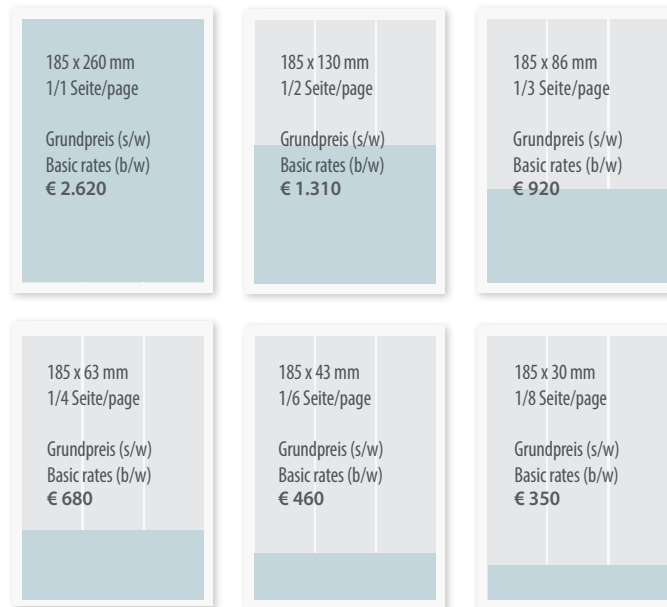 185 x 260 mm
1/1 Seite/page
Grundpreis (s/w)
Basic rates (b/w)
€ 2.620
185 x 130 mm
1/2 Seite/page
Grundpreis (s/w)
Basic rates (b/w)
€ 1.310
185 x 86 mm
1/3 Seite/page
Grundpreis (s/w)
Basic rates (b/w)
€ 920
185 x 63 mm
1/4 Seite/page
Grundpreis (s/w)
Basic rates (b/w)
€ 680
185 x 43 mm
1/6 Seite/page
Grundpreis (s/w)
Basic rates (b/w)
€ 460
185 x 30 mm
1/8 Seite/page
Grundpreis (s/w)
Basic rates (b/w)
€ 350